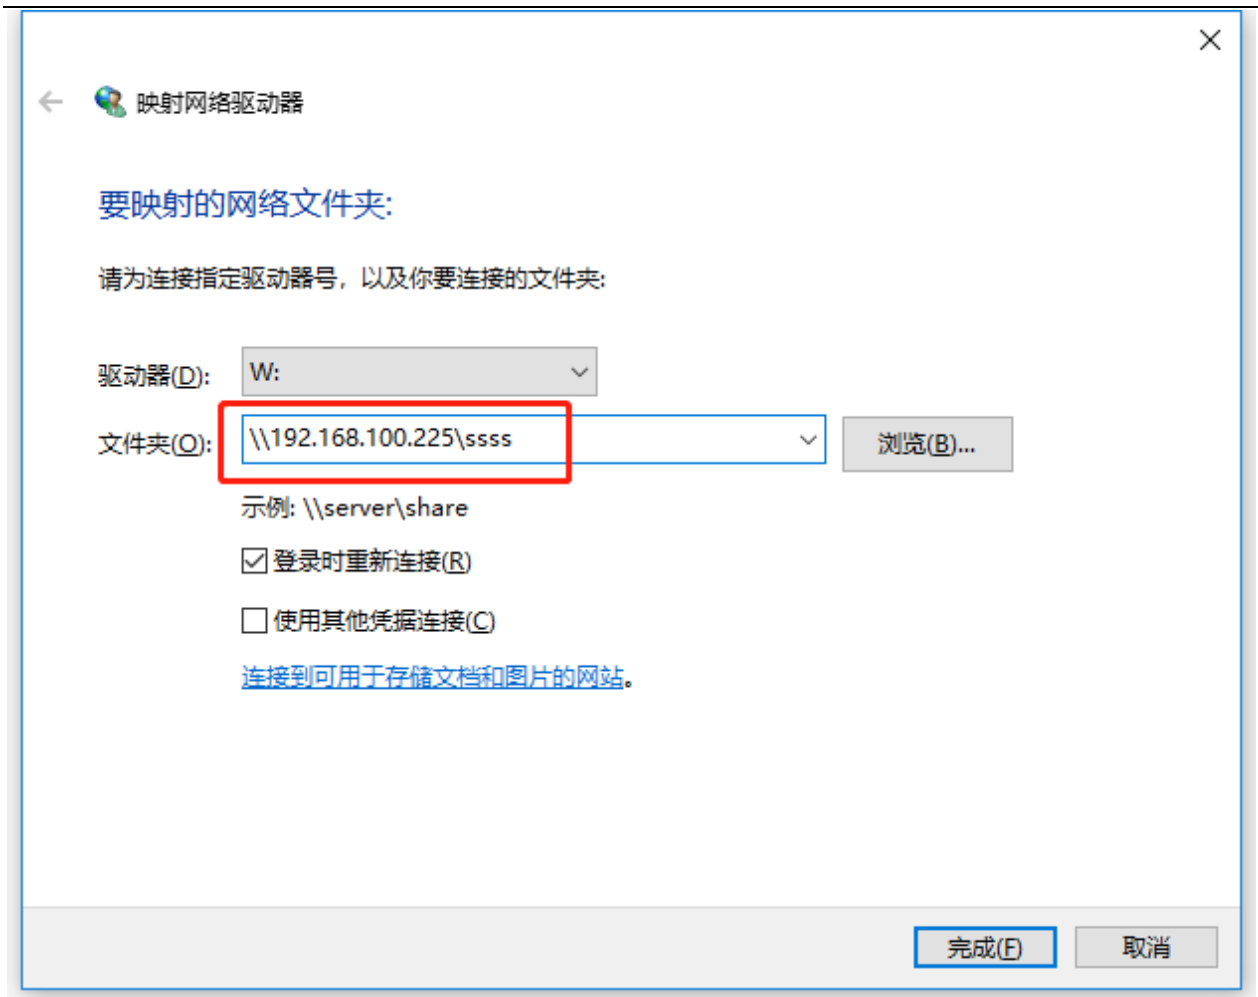 映射网络驱动器
要映射的网络文件夹:
请为连接指定驱动器号，以及你要连接的文件夹:
驱动器(D): W:
文件夹(O): \\192.168.100.225\ssss 浏览(B)...
示例: \\server\share
登录时重新连接(R)
使用其他凭据连接(C)
连接到可用于存储文档和图片的网站。
完成(F) 取消